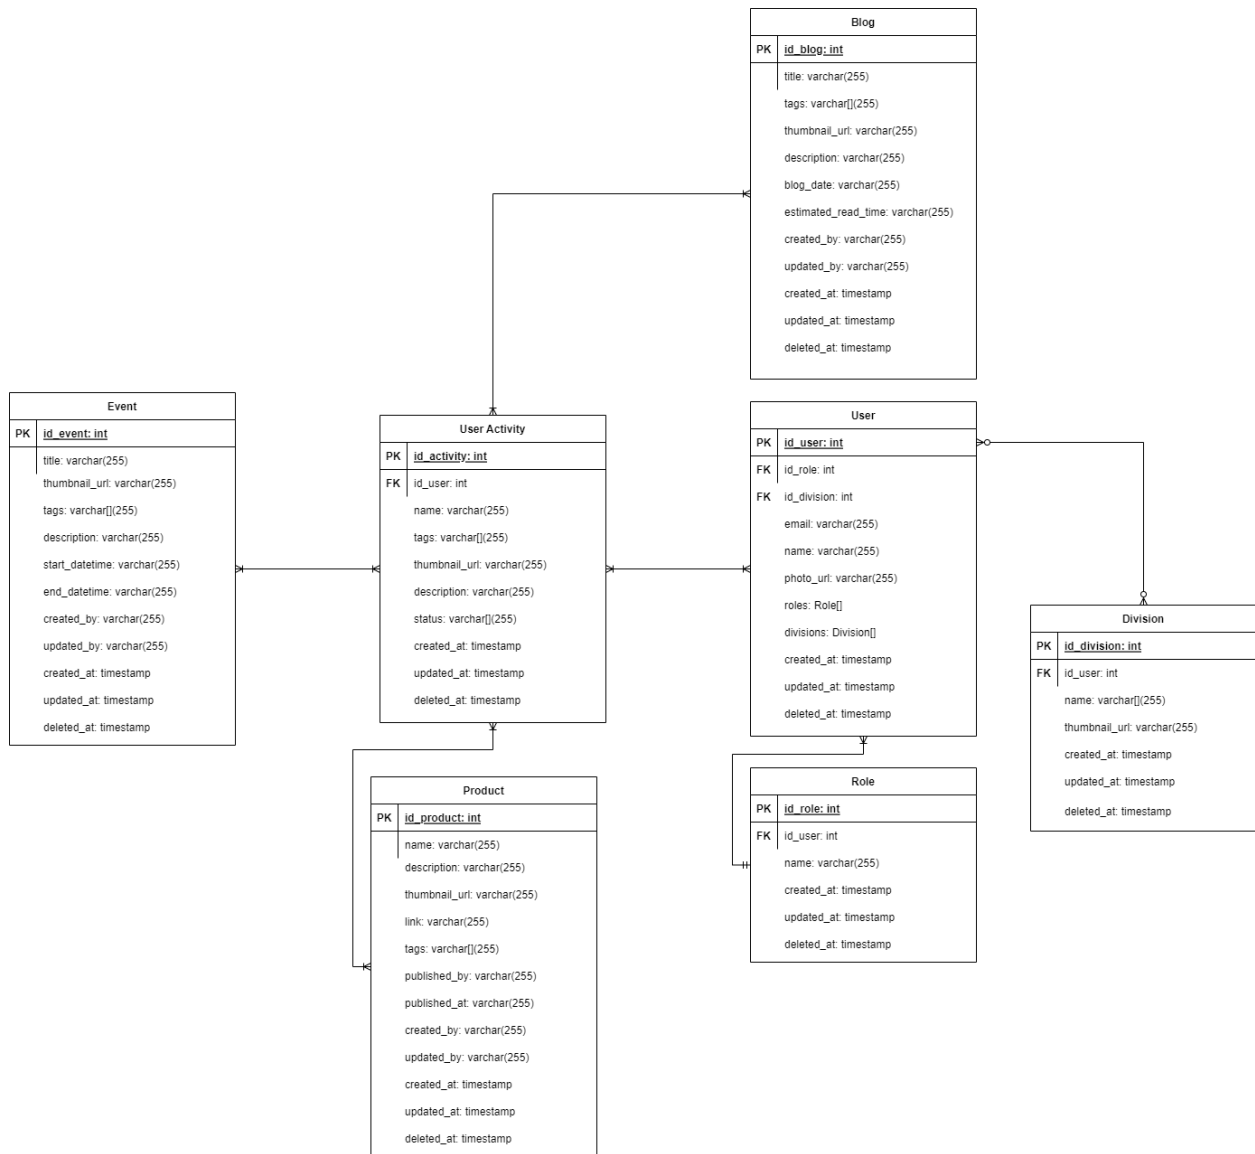 Blog
PK id_blog: int
title: varchar(255)
tags: varchar[](255)
thumbnail_url: varchar(255)
description: varchar(255)
blog_date: varchar(255)
estimated_read_time: varchar(255)
created_by: varchar(255)
updated_by: varchar(255)
created_at: timestamp
updated_at: timestamp
deleted_at: timestamp
Event
PK id_event: int
title: varchar(255)
thumbnail_url: varchar(255)
tags: varchar[](255)
description: varchar(255)
start_datetime: varchar(255)
end_datetime: varchar(255)
created_by: varchar(255)
updated_by: varchar(255)
created_at: timestamp
updated_at: timestamp
deleted_at: timestamp
User Activity
PK id_activity: int
FK id_user: int
name: varchar(255)
tags: varchar[](255)
thumbnail_url: varchar(255)
description: varchar(255)
status: varchar[](255)
created_at: timestamp
updated_at: timestamp
deleted_at: timestamp
User
PK id_user: int
FK id_role: int
FK id_division: int
email: varchar(255)
name: varchar(255)
photo_url: varchar(255)
roles: Role[]
divisions: Division[]
created_at: timestamp
updated_at: timestamp
deleted_at: timestamp
Division
PK id_division: int
FK id_user: int
name: varchar[](255)
thumbnail_url: varchar(255)
created_at: timestamp
updated_at: timestamp
deleted_at: timestamp
Product
PK id_product: int
name: varchar(255)
description: varchar(255)
thumbnail_url: varchar(255)
link: varchar(255)
tags: varchar[](255)
published_by: varchar(255)
published_at: varchar(255)
created_by: varchar(255)
updated_by: varchar(255)
created_at: timestamp
updated_at: timestamp
deleted_at: timestamp
Role
PK id_role: int
FK id_user: int
name: varchar(255)
created_at: timestamp
updated_at: timestamp
deleted_at: timestamp